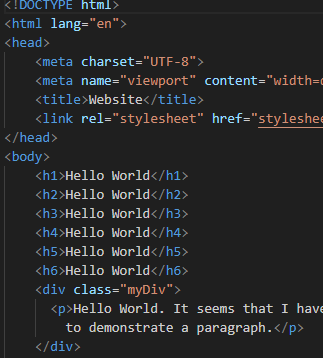 <!DOCTYPE html>
<html lang="en">
<head>
<meta charset="UTF-8">
<meta name="viewport" content="width=
<title>Website</title>
<link rel="stylesheet" href="styleshee
</head>
<body>
<h1>Hello World</h1>
<h2>Hello World</h2>
<h3>Hello World</h3>
<h4>Hello World</h4>
<h5>Hello World</h5>
<h6>Hello World</h6>
<div class="myDiv">
<p>Hello World. It seems that I have
to demonstrate a paragraph.</p>
</div>